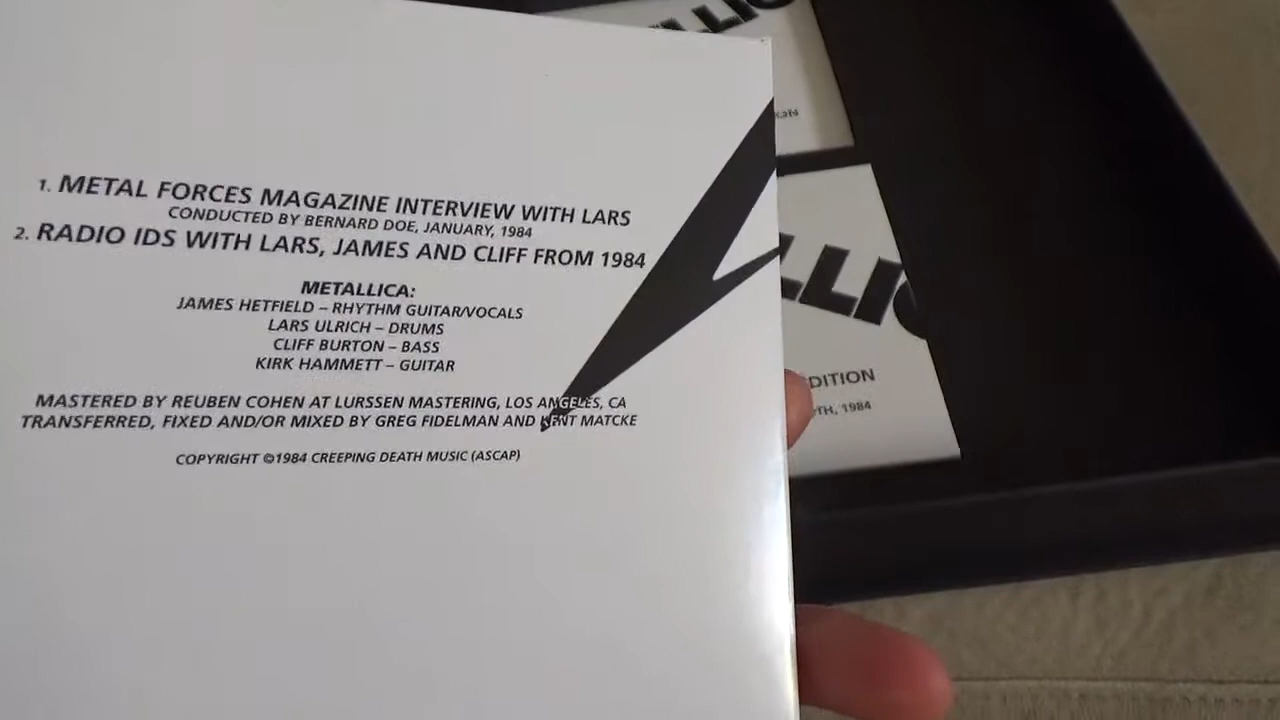 1. METAL FORCES MAGAZINE INTERVIEW WITH LARS
CONDUCTED BY BERNARD DOE, JANUARY, 1984
2. RADIO IDS WITH LARS, JAMES AND CLIFF FROM 1984
METALLICA:
JAMES HETFIELD – RHYTHM GUITAR/VOCALS
LARS ULRICH – DRUMS
CLIFF BURTON – BASS
KIRK HAMMETT – GUITAR
MASTERED BY REUBEN COHEN AT LURSSEN MASTERING, LOS ANGELES, CA
TRANSFERRED, FIXED AND/OR MIXED BY GREG FIDELMAN AND KENT MATCKE
COPYRIGHT ©1984 CREEPING DEATH MUSIC (ASCAP)
1984